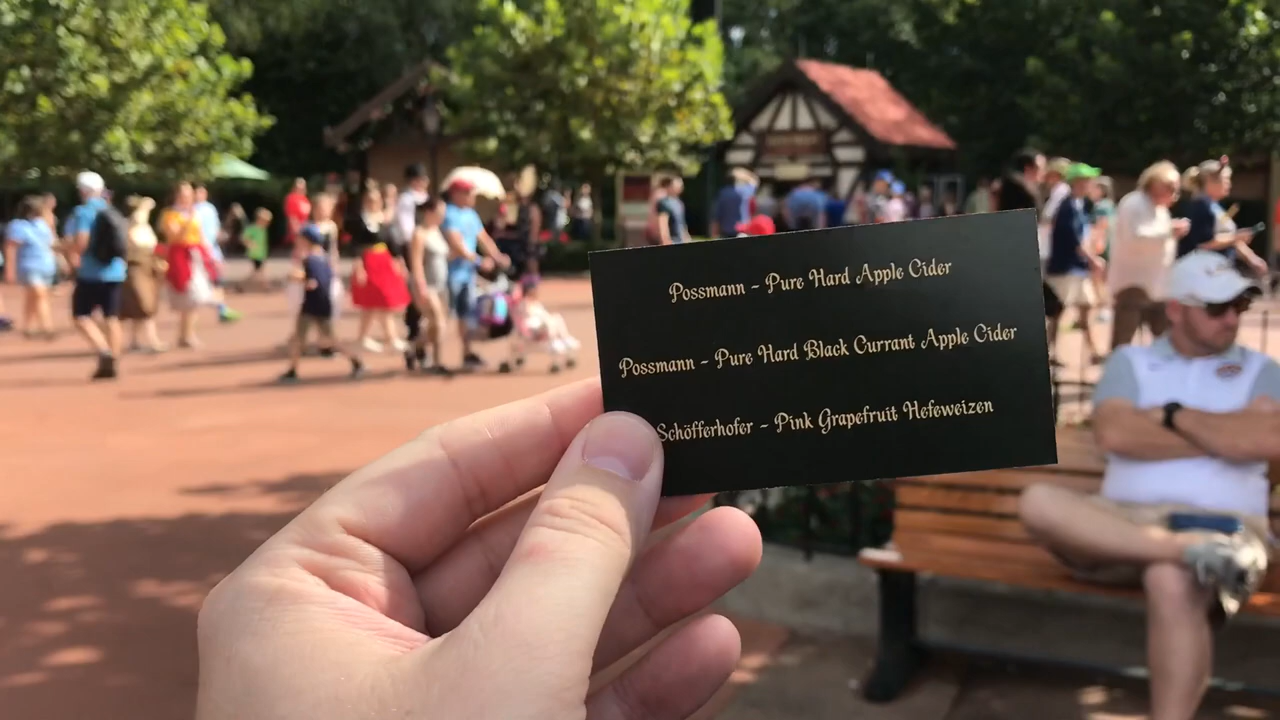 Possmann - Pure Hard Apple Cider
Possmann - Pure Hard Black Currant Apple Cider
Schöfferhofer - Pink Grapefruit Hefeweizen